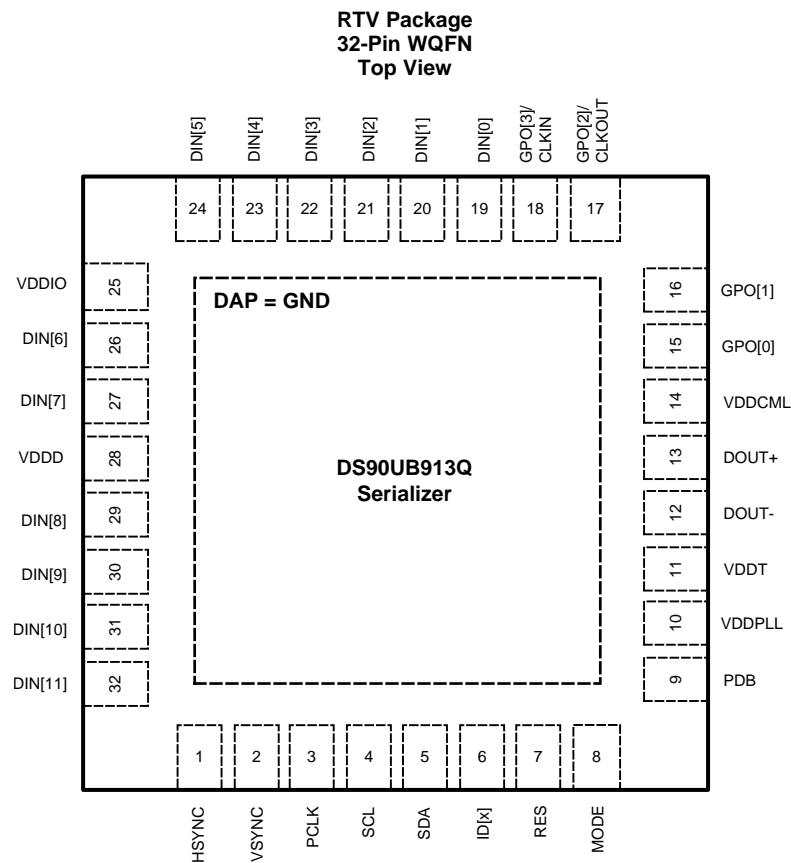 RTV Package
32-Pin WQFN
Top View
DIN[5]
DIN[4]
DIN[3]
DIN[2]
DIN[1]
DIN[0]
GPO[3]/
CLKIN
GPO[2]/
CLKOUT
24
23
22
21
20
19
18
17
VDDIO
25
DIN[6]
26
DIN[7]
27
VDDD
28
DIN[8]
29
DIN[9]
30
DIN[10]
31
DIN[11]
32
DAP = GND
DS90UB913Q
Serializer
16
GPO[1]
15
GPO[0]
14
VDDCML
13
DOUT+
12
DOUT-
11
VDDT
10
VDDPLL
9
PDB
1
2
3
4
5
6
7
8
HSYNC
VSYNC
PCLK
SCL
SDA
ID[x]
RES
MODE